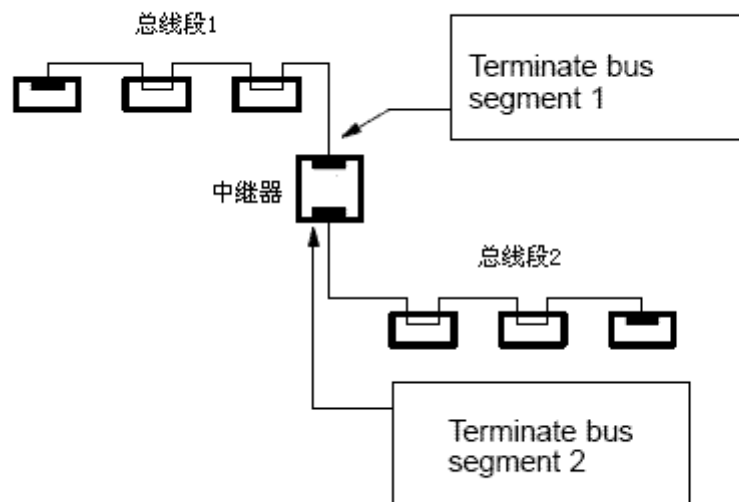 总线段1
Terminate bus
segment 1
中继器
总线段2
Terminate bus
segment 2